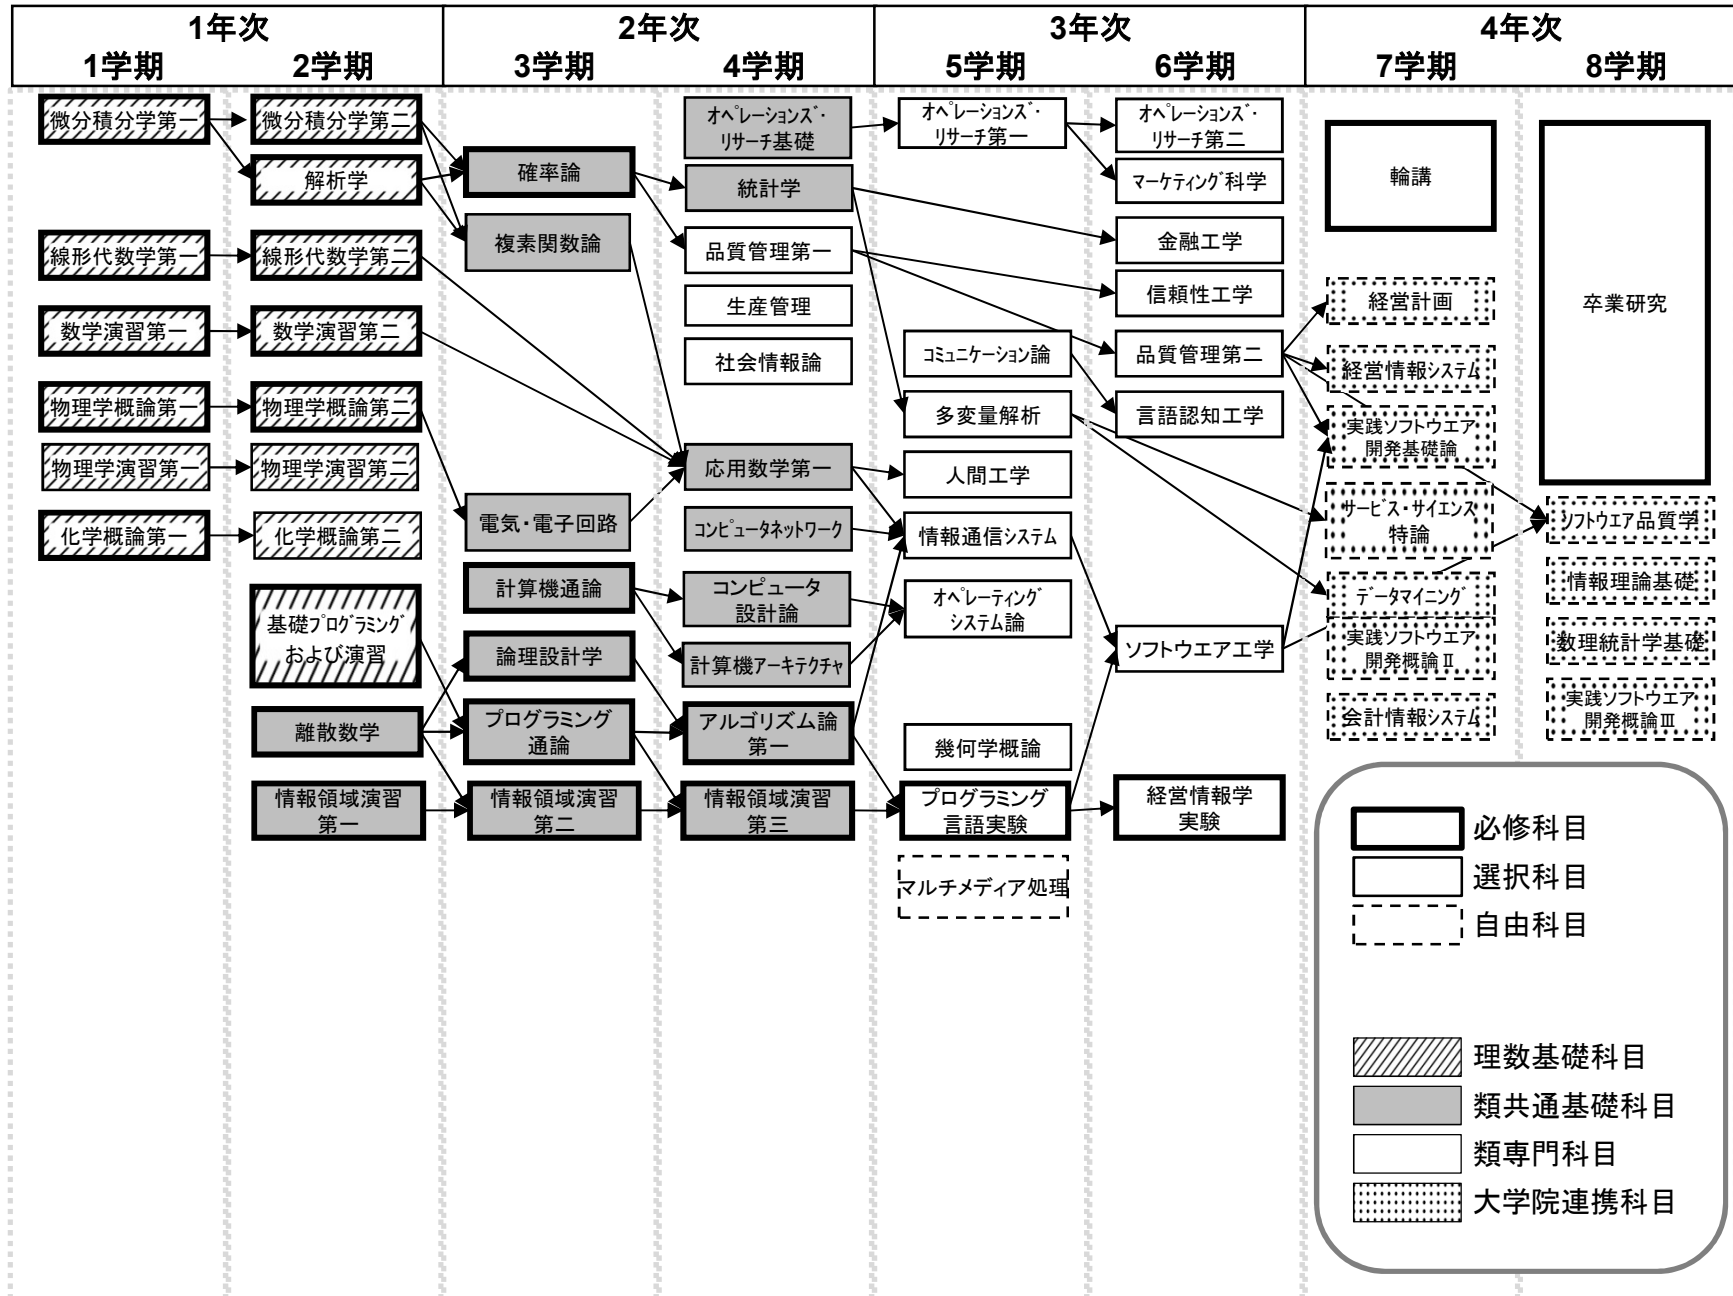 1年次
2年次
3年次
4年次
1学期
2学期
3学期
4学期
5学期
6学期
7学期
8学期
微分積分学第一
線形代数学第一
数学演習第一
物理学概論第一
物理学演習第一
化学概論第一
微分積分学第二
解析学
線形代数学第二
数学演習第二
物理学概論第二
物理学演習第二
化学概論第二
基礎プログラミング
および演習
離散数学
情報領域演習
第一
確率論
複素関数論
電気・電子回路
計算機通論
論理設計学
プログラミング
通論
情報領域演習
第二
オペレーションズ・
リサーチ基礎
統計学
品質管理第一
生産管理
社会情報論
応用数学第一
コンピュータネットワーク
コンピュータ
設計論
計算機アーキテクチャ
アルゴリズム論
第一
情報領域演習
第三
オペレーションズ・
リサーチ第一
コミュニケーション論
多変量解析
人間工学
情報通信システム
オペレーティング
システム論
幾何学概論
プログラミング
言語実験
マルチメディア処理
オペレーションズ・
リサーチ第二
マーケティング科学
金融工学
信頼性工学
品質管理第二
言語認知工学
ソフトウエア工学
経営情報学
実験
輪講
経営計画
経営情報システム
実践ソフトウエア
開発基礎論
サービス・サイエンス
特論
データマイニング
実践ソフトウエア
開発概論Ⅱ
会計情報システム
卒業研究
ソフトウエア品質学
情報理論基礎
数理統計学基礎
実践ソフトウエア
開発概論Ⅲ
必修科目
選択科目
自由科目
理数基礎科目
類共通基礎科目
類専門科目
大学院連携科目